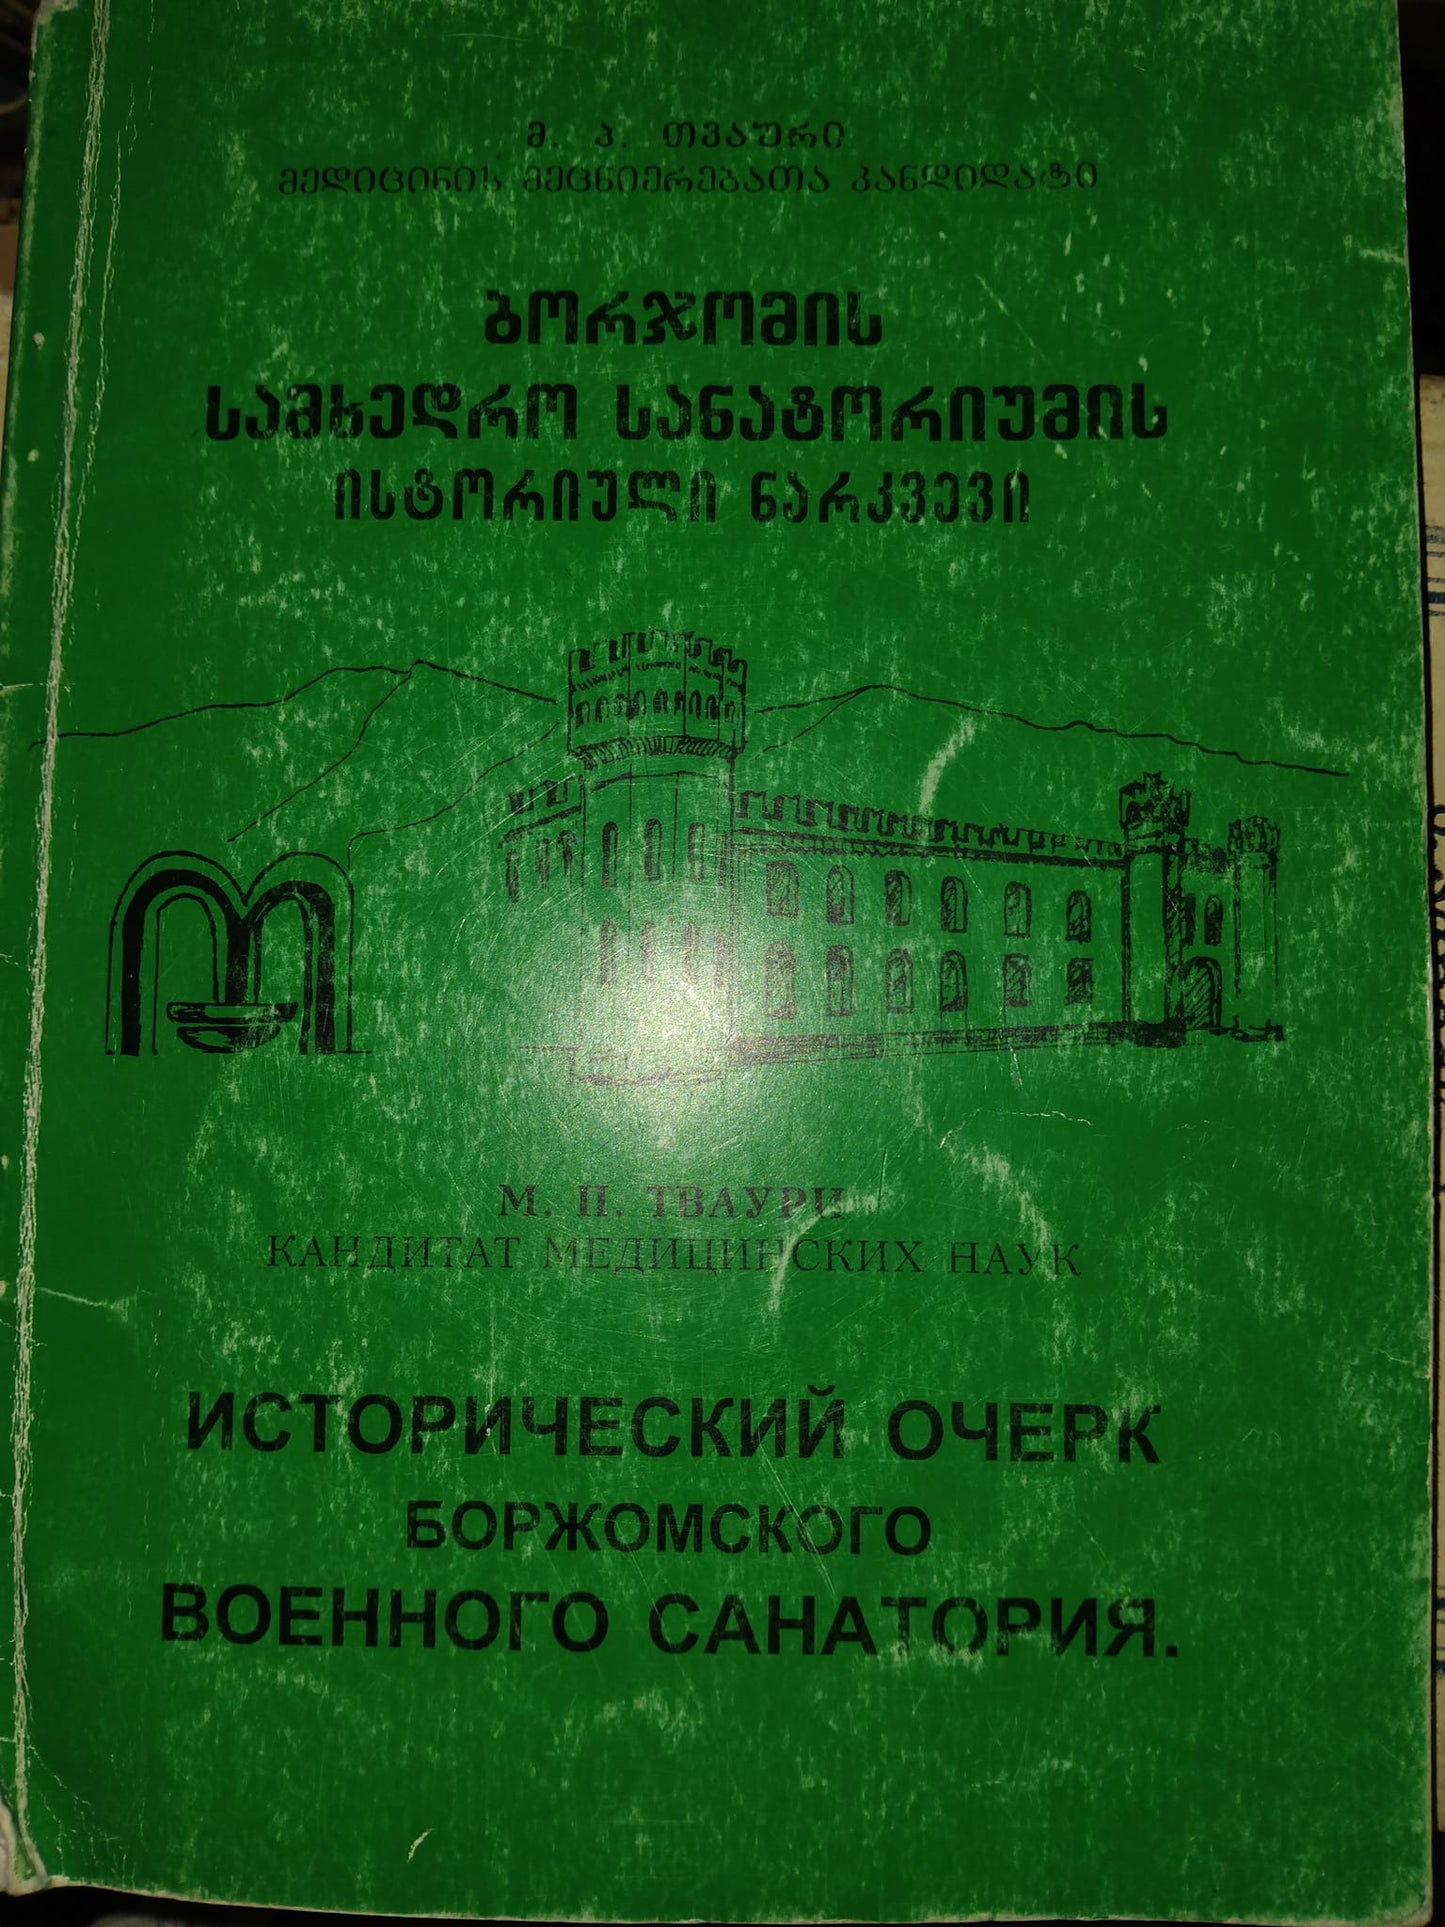 მ. პ. თვაური
მედიცინის მეცნიერებათა კანდიდატი
ბორჯომის
სამხედრო სანატორიუმის
ისტორიული ნარკვევი
М. П. ТВАУРИ
КАНДИТАТ МЕДИЦИНСКИХ НАУК
ИСТОРИЧЕСКИЙ ОЧЕРК
БОРЖОМСКОГО
ВОЕННОГО САНАТОРИЯ.